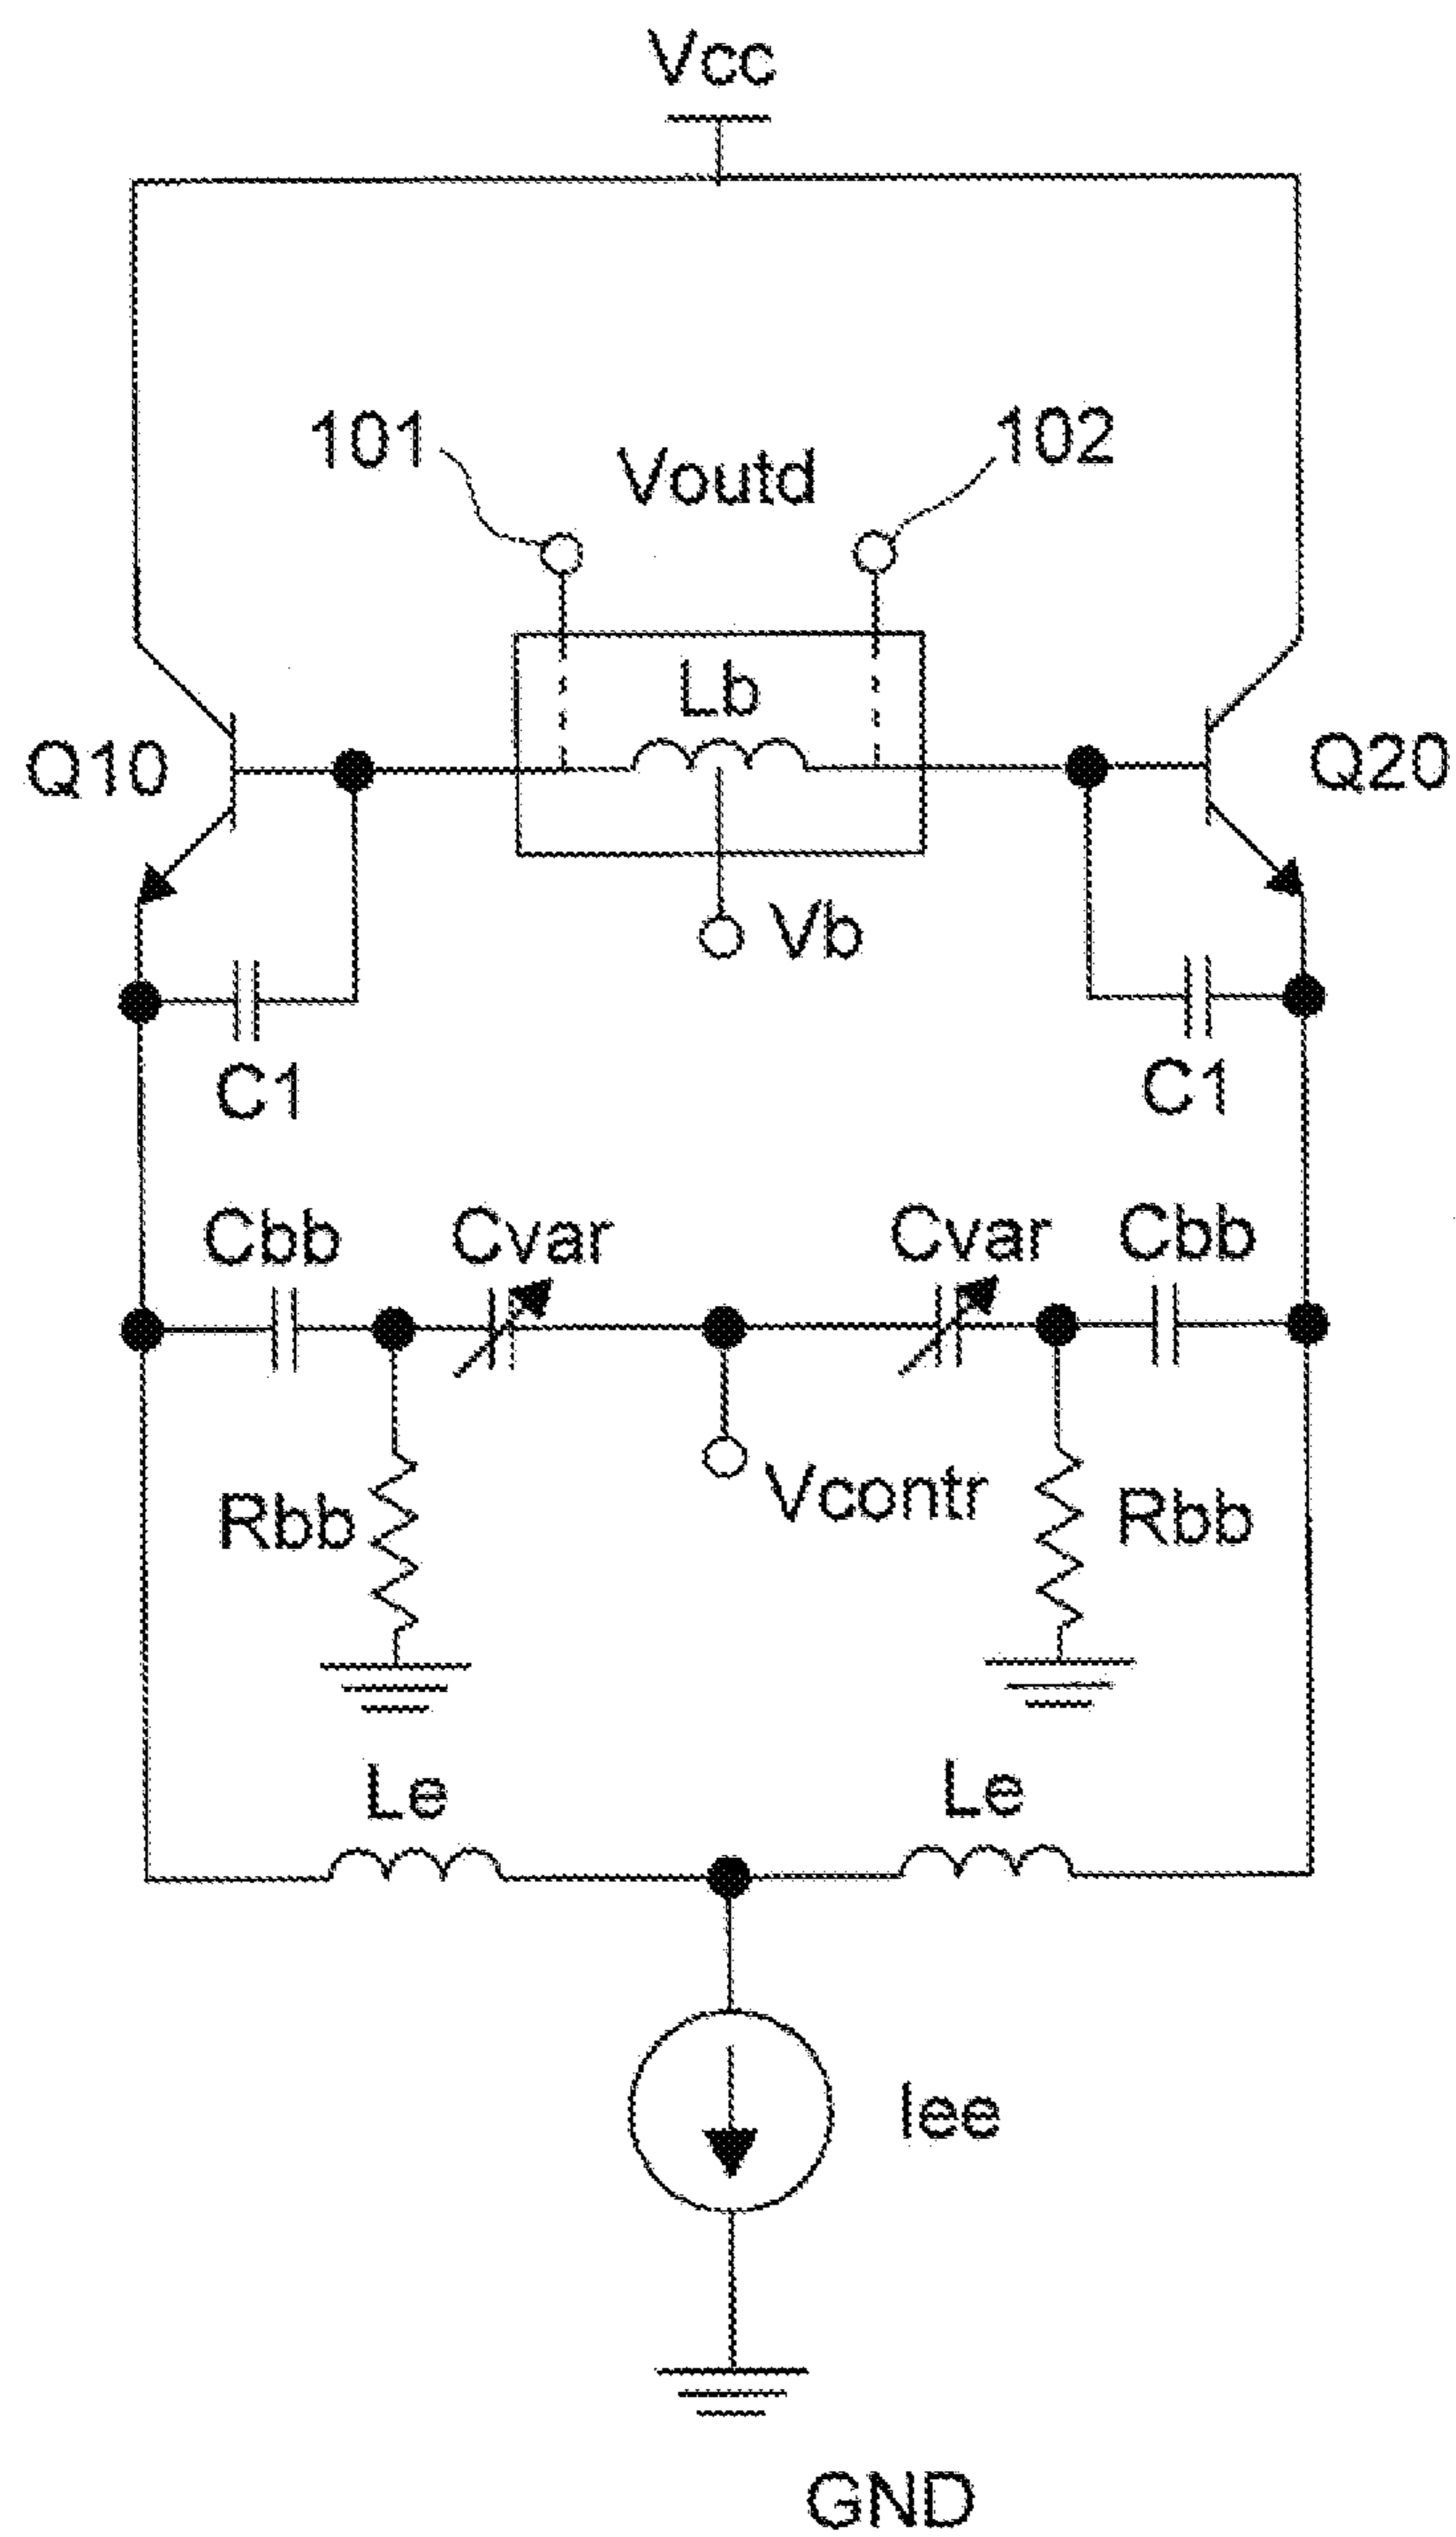 Vcc
101
Voutd
102
Lb
Q10
Q20
Vb
C1
C1
Cbb
Cvar
Cvar
Cbb
Rbb
Vcontr
Rbb
Le
Le
Iee
GND